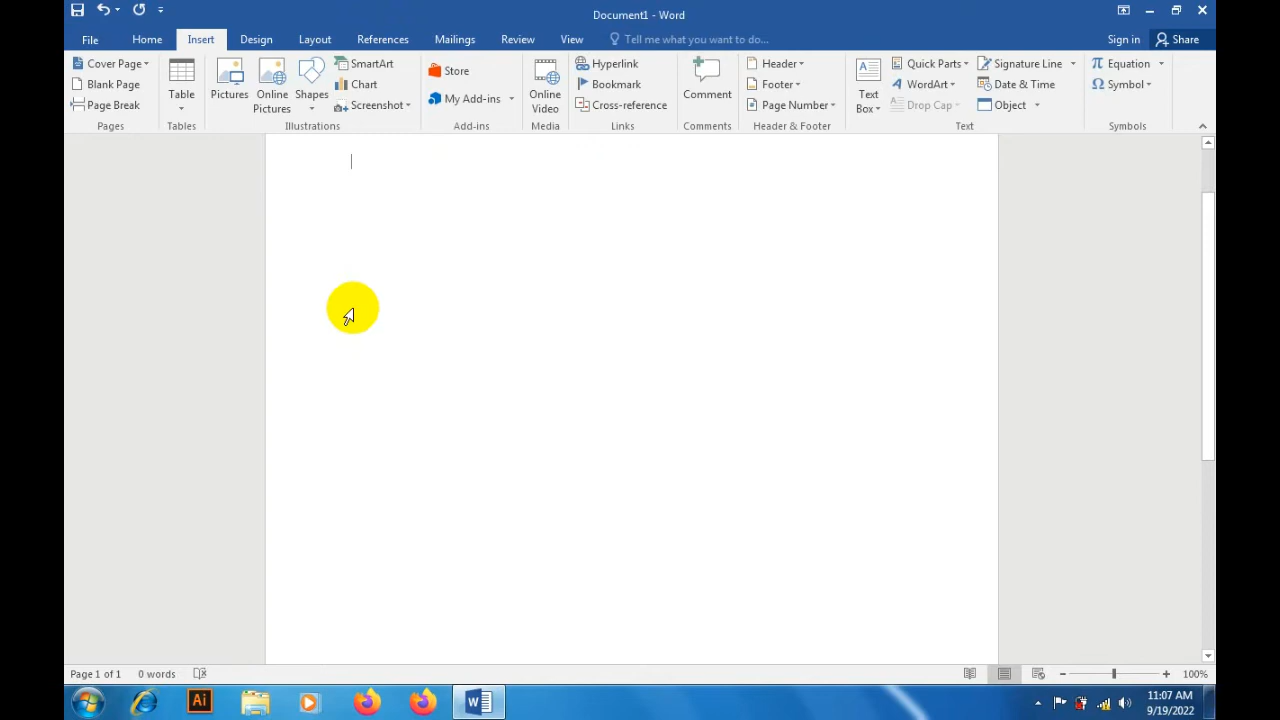 Document1 - Word
File Home Insert Design Layout References Mailings Review View Tell me what you want to do... Sign in Share
Cover Page
Blank Page
Page Break
Pages
Table
Tables
Pictures
Online Pictures
Shapes
SmartArt
Chart
Screenshot
Illustrations
Store
My Add-ins
Add-ins
Online Video
Media
Hyperlink
Bookmark
Cross-reference
Links
Comment
Comments
Header
Footer
Page Number
Header & Footer
Text Box
Quick Parts
WordArt
Drop Cap
Signature Line
Date & Time
Object
Text
Equation
Symbol
Symbols
Page 1 of 1 0 words 100%
Ai
W
11:07 AM
9/19/2022